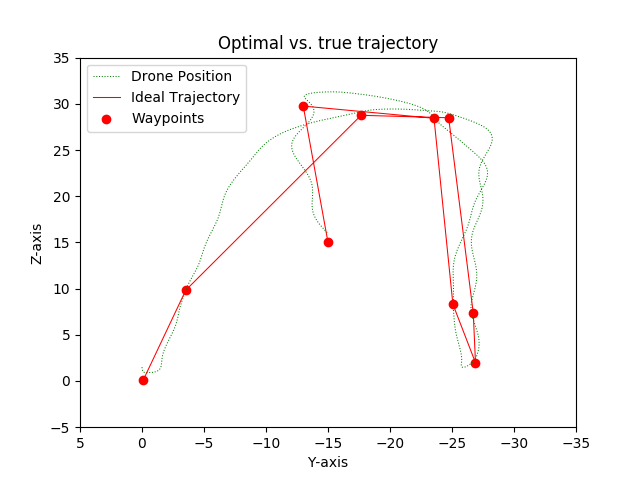 Optimal vs. true trajectory
Drone Position
Ideal Trajectory
Waypoints
35
30
25
20
15
10
5
0
−5
Z-axis
5 0 −5 −10 −15 −20 −25 −30 −35
Y-axis